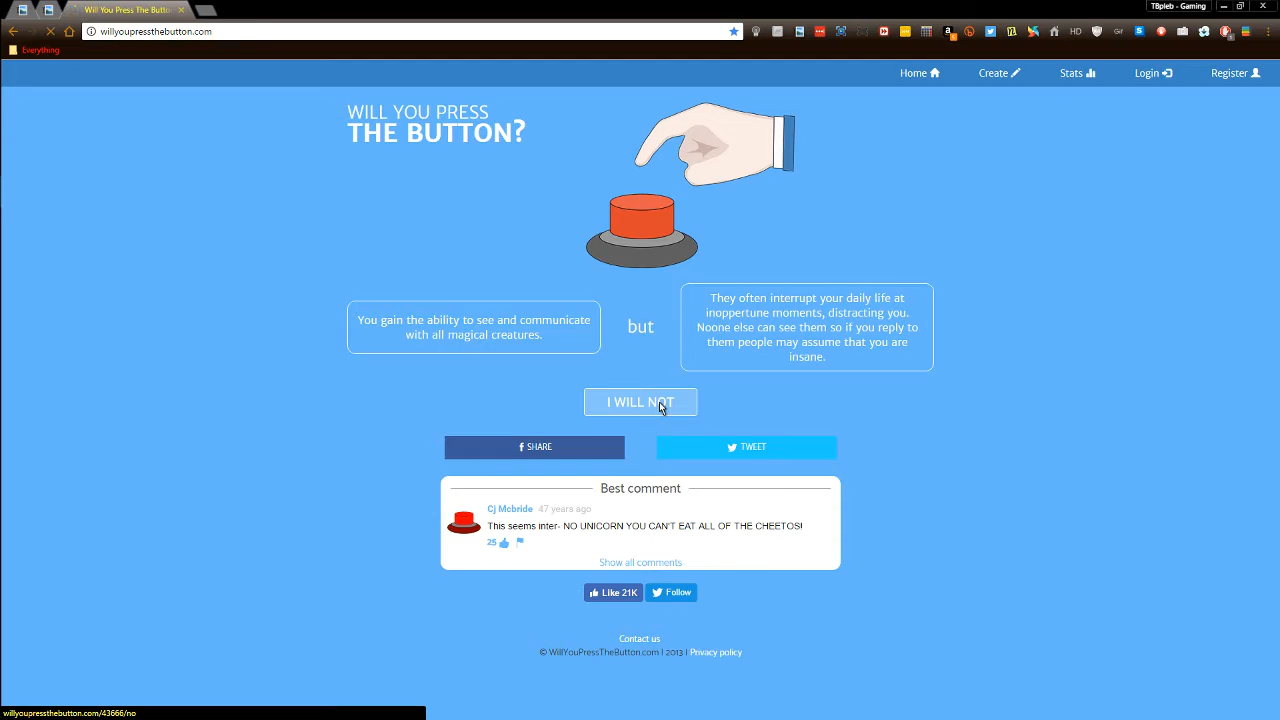 Will You Press The Butto
TBpleb - Gaming
willyoupressthebutton.com
Gif
HD
Everything
Home
Create
Stats
Login
Register
WILL YOU PRESS
THE BUTTON?
You gain the ability to see and communicate
with all magical creatures.
but
They often interrupt your daily life at
inoppertune moments, distracting you.
Noone else can see them so if you reply to
them people may assume that you are
insane.
I WILL NOT
SHARE
TWEET
Best comment
Cj Mcbride 47 years ago
This seems inter- NO UNICORN YOU CAN'T EAT ALL OF THE CHEETOS!
25
Show all comments
Like 21K
Follow
Contact us
© WillYouPressTheButton.com | 2013 | Privacy policy
willyoupressthebutton.com/43666/no